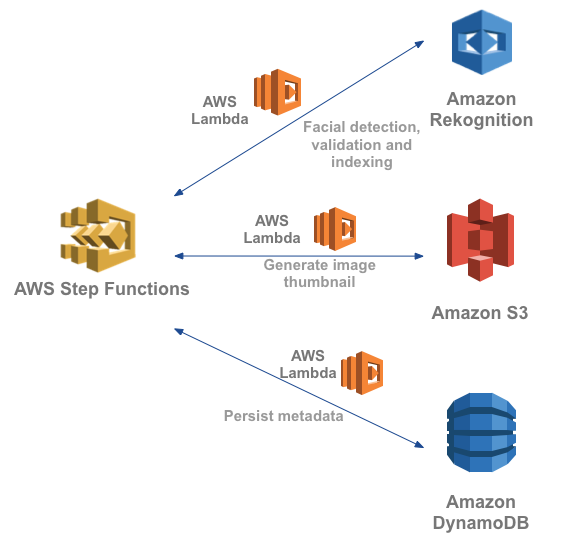 Amazon
Rekognition
AWS
Lambda
Facial detection,
validation and
indexing
AWS
Lambda
Generate image
thumbnail
AWS Step Functions
Amazon S3
AWS
Lambda
Persist metadata
Amazon
DynamoDB